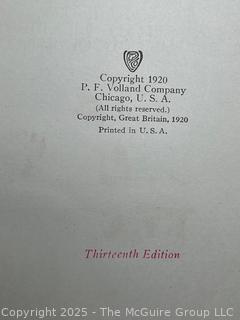 Copyright 1920
P. F. Volland Company
Chicago, U. S. A.
(All rights reserved.)
Copyright, Great Britain, 1920
Printed in U. S. A.
Thirteenth Edition
Copyright 2025 - The McGuire Group LLC